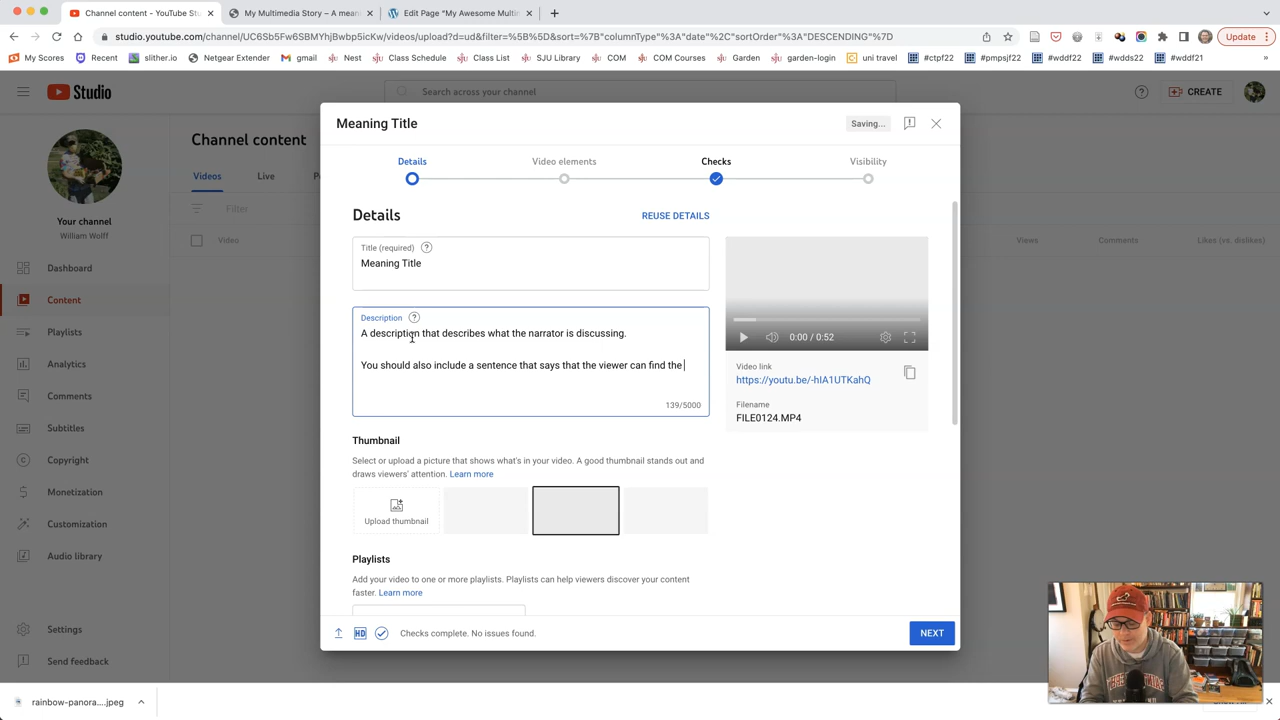 Channel content - YouTube Stu
My Multimedia Story – A meani
Edit Page "My Awesome Multin
studio.youtube.com/channel/UC6Sb5Fw6SBMYhjBwbp5icKw/videos/upload?d=ud&filter=%5B%5D&sort=%7B"columnType"%3A"date"%2C"sortOrder"%3A"DESCENDING"%7D
Update
My Scores Recent slither.io Netgear Extender gmail Nest Class Schedule Class List SJU Library COM COM Courses Garden garden-login uni travel #ctpf22 #pmpsjf22 #wddf22 #wdds22 #wddf21 »
Studio
Search across your channel
CREATE
Your channel
William Wolff
Dashboard
Content
Playlists
Analytics
Comments
Subtitles
Copyright
Monetization
Customization
Audio library
Settings
Send feedback
Channel content
Videos Live P
Filter
Video Views Comments Likes (vs. dislikes)
Meaning Title
Saving...
Details Video elements Checks Visibility
Details
REUSE DETAILS
Title (required)
Meaning Title
Description
A description that describes what the narrator is discussing.
You should also include a sentence that says that the viewer can find the
139/5000
Thumbnail
Select or upload a picture that shows what's in your video. A good thumbnail stands out and
draws viewers' attention. Learn more
Upload thumbnail
Playlists
Add your video to one or more playlists. Playlists can help viewers discover your content
faster. Learn more
0:00 / 0:52
Video link
https://youtu.be/-hIA1UTKahQ
Filename
FILE0124.MP4
HD
Checks complete. No issues found.
NEXT
rainbow-panora....jpeg